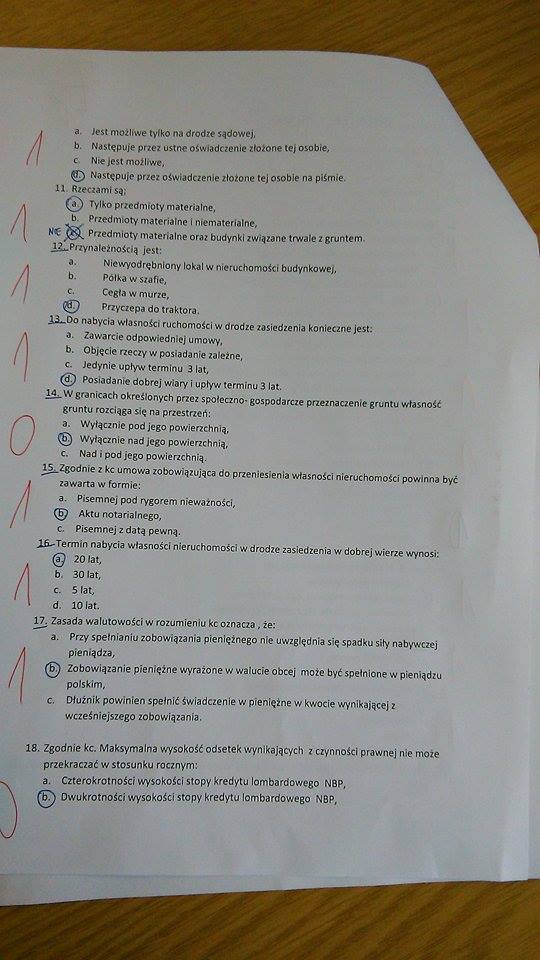 a. Jest możliwe tylko na drodze sądowej,
b. Następuje przez ustne oświadczenie złożone tej osobie,
1
c. Nie jest możliwe,
d. Następuje przez oświadczenie złożone tej osobie na piśmie.
11. Rzeczami są;
a. Tylko przedmioty materialne,
1
b. Przedmioty materialne i niematerialne,
NIE c. Przedmioty materialne oraz budynki związane trwale z gruntem.
12. Przynależnością jest:
a. Niewyodrębniony lokal w nieruchomości budynkowej,
1
b. Półka w szafie,
c. Cegła w murze,
d. Przyczepa do traktora.
13. Do nabycia własności ruchomości w drodze zasiedzenia konieczne jest:
a. Zawarcie odpowiedniej umowy,
1
b. Objęcie rzeczy w posiadanie zależne,
c. Jedynie upływ terminu 3 lat,
d. Posiadanie dobrej wiary i upływ terminu 3 lat.
14. W granicach określonych przez społeczno- gospodarcze przeznaczenie gruntu własność
gruntu rozciąga się na przestrzeń:
a. Wyłącznie pod jego powierzchnią,
0
b. Wyłącznie nad jego powierzchnią,
c. Nad i pod jego powierzchnią.
15. Zgodnie z kc umowa zobowiązująca do przeniesienia własności nieruchomości powinna być
zawarta w formie:
1
a. Pisemnej pod rygorem nieważności,
b. Aktu notarialnego,
c. Pisemnej z datą pewną.
16. Termin nabycia własności nieruchomości w drodze zasiedzenia w dobrej wierze wynosi:
a. 20 lat,
b. 30 lat,
1
c. 5 lat,
d. 10 lat.
17. Zasada walutowości w rozumieniu kc oznacza , że:
a. Przy spełnianiu zobowiązania pieniężnego nie uwzględnia się spadku siły nabywczej
pieniądza,
1
b. Zobowiązanie pieniężne wyrażone w walucie obcej może być spełnione w pieniądzu
polskim,
c. Dłużnik powinien spełnić świadczenie w pieniężne w kwocie wynikającej z
wcześniejszego zobowiązania.
18. Zgodnie kc. Maksymalna wysokość odsetek wynikających z czynności prawnej nie może
przekraczać w stosunku rocznym:
a. Czterokrotności wysokości stopy kredytu lombardowego NBP,
0
b. Dwukrotności wysokości stopy kredytu lombardowego NBP,